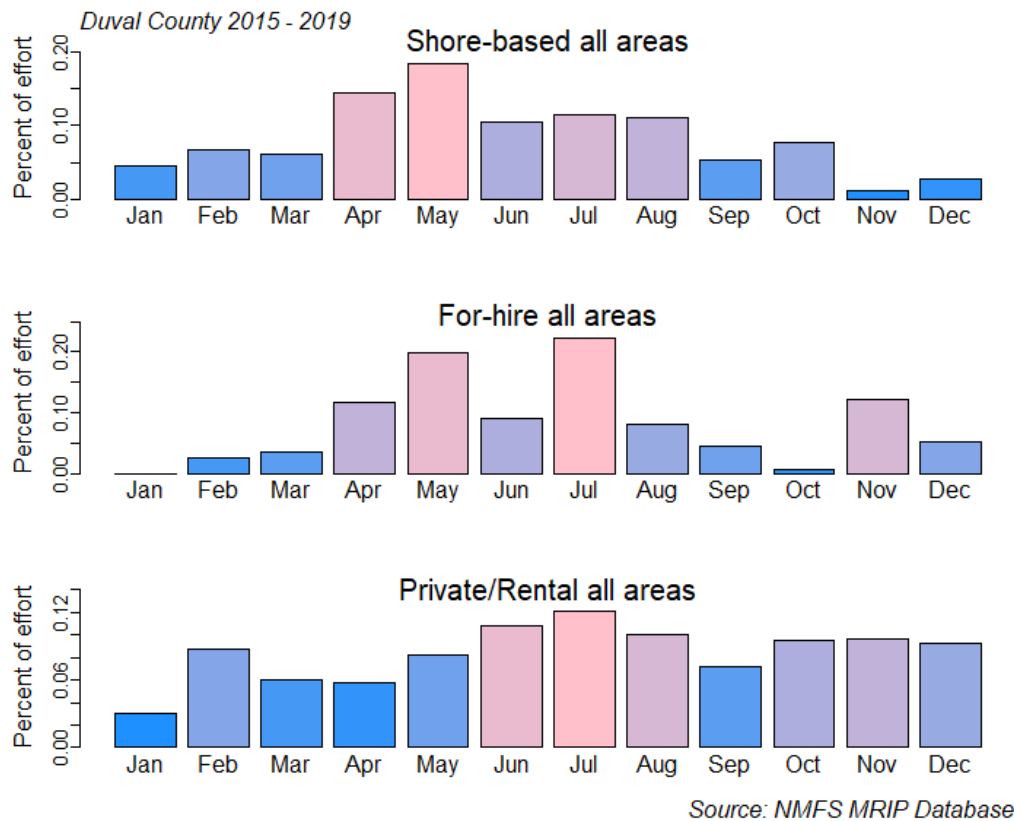 Duval County 2015 - 2019
Shore-based all areas
Percent of effort
0.20
0.10
0.00
Jan Feb Mar Apr May Jun Jul Aug Sep Oct Nov Dec
For-hire all areas
Percent of effort
0.20
0.10
0.00
Jan Feb Mar Apr May Jun Jul Aug Sep Oct Nov Dec
Private/Rental all areas
Percent of effort
0.12
0.06
0.00
Jan Feb Mar Apr May Jun Jul Aug Sep Oct Nov Dec
Source: NMFS MRIP Database